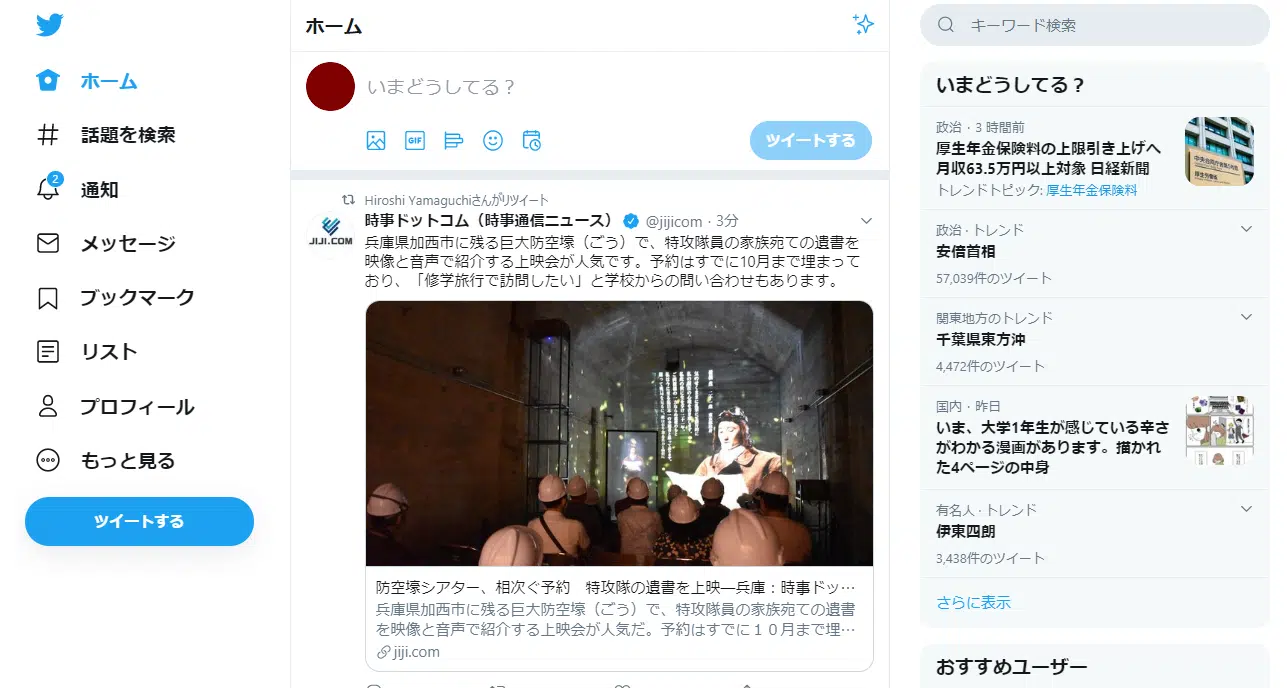 ホーム
話題を検索
2
通知
メッセージ
ブックマーク
リスト
プロフィール
もっと見る
ツイートする
ホーム
いまどうしてる？
GIF
ツイートする
Hiroshi Yamaguchiさんがリツイート
時事ドットコム（時事通信ニュース） @jijicom · 3分
JIJI.COM
兵庫県加西市に残る巨大防空壕（ごう）で、特攻隊員の家族宛ての遺書を
映像と音声で紹介する上映会が人気です。予約はすでに10月まで埋まって
おり、「修学旅行で訪問したい」と学校からの問い合わせもあります。
防空壕シアター、相次ぐ予約　特攻隊の遺書を上映―兵庫：時事ドッ…
兵庫県加西市に残る巨大防空壕（ごう）で、特攻隊員の家族宛ての遺書
を映像と音声で紹介する上映会が人気だ。予約はすでに１０月まで埋…
jiji.com
キーワード検索
いまどうしてる？
政治 · 3 時間前
厚生年金保険料の上限引き上げへ
月収63.5万円以上対象 日経新聞
トレンドトピック: 厚生年金保険料
政治 · トレンド
安倍首相
57,039件のツイート
関東地方のトレンド
千葉県東方沖
4,472件のツイート
国内 · 昨日
いま、大学1年生が感じている辛さ
がわかる漫画があります。描かれ
た4ページの中身
有名人 · トレンド
伊東四朗
3,438件のツイート
さらに表示
おすすめユーザー